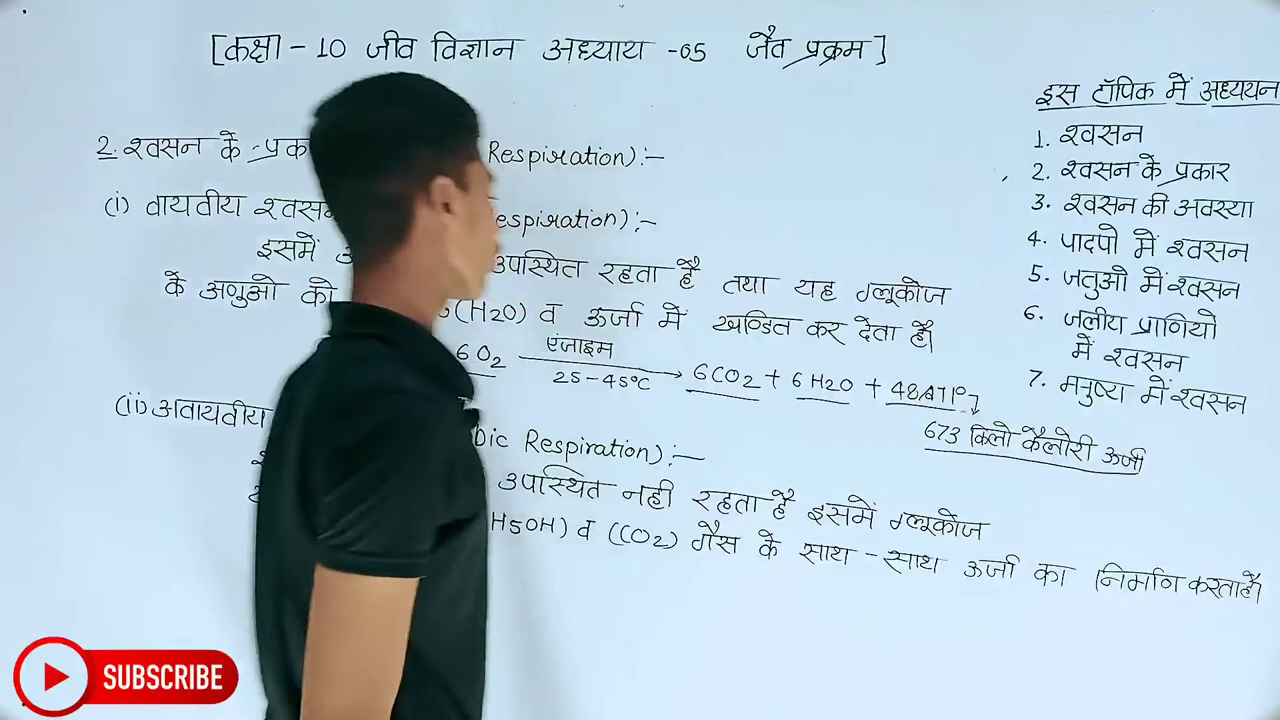 [कक्षा - 10 जीव विज्ञान अध्याय -05 जैव प्रक्रम]
2. श्वसन के प्रका Respiration):-
(i) वायवीय श्वसन espiration):-
इसमें उपस्थित रहता है तथा यह ग्लूकोज
के अणुओ को (H2O) व ऊर्जा में खण्डित कर देता है।
6O2 एंजाइम 25-45°C → 6CO2 + 6H2O + 48ATP
673 किलो कैलोरी ऊर्जा
(ii) अवायवीय bic Respiration):-
उपस्थित नही रहता है इसमें ग्लूकोज
H5OH) व (CO2) गैस के साथ - साथ ऊर्जा का निर्माण करता है।
इस टॉपिक में अध्ययन
1. श्वसन
2. श्वसन के प्रकार
3. श्वसन की अवस्था
4. पादपो में श्वसन
5. जतुओ में श्वसन
6. जलीय प्राणियो
में श्वसन
7. मनुष्य में श्वसन
SUBSCRIBE